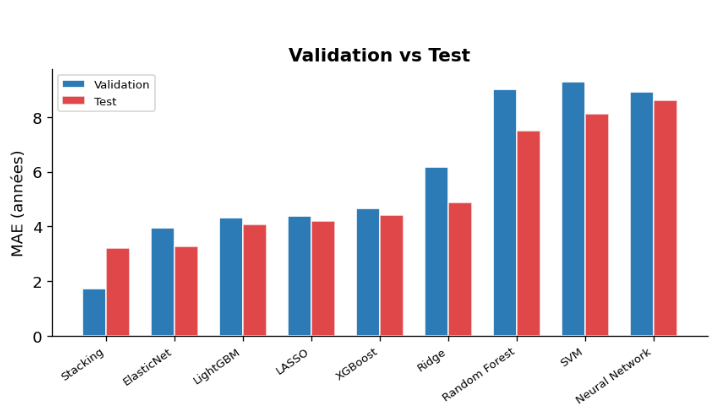 Validation vs Test
Validation
Test
MAE (années)
8
6
4
2
0
Stacking
ElasticNet
LightGBM
LASSO
XGBoost
Ridge
Random Forest
SVM
Neural Network